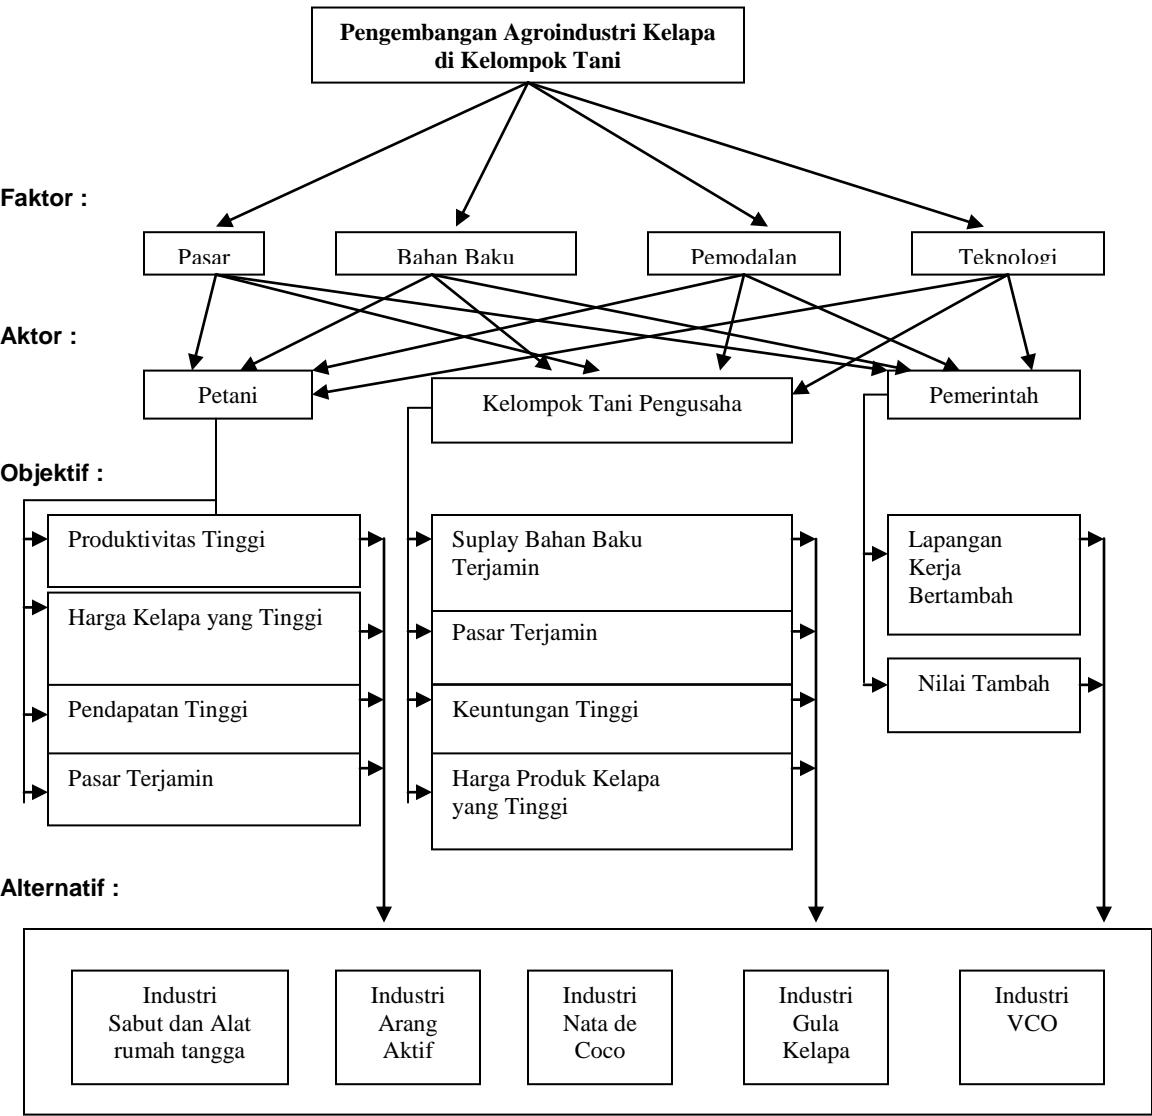 Pengembangan Agroindustri Kelapa
di Kelompok Tani
Faktor :
Pasar
Bahan Baku
Pemodalan
Teknologi
Aktor :
Petani
Kelompok Tani Pengusaha
Pemerintah
Objektif :
Produktivitas Tinggi
Harga Kelapa yang Tinggi
Pendapatan Tinggi
Pasar Terjamin
Suplay Bahan Baku
Terjamin
Pasar Terjamin
Keuntungan Tinggi
Harga Produk Kelapa
yang Tinggi
Lapangan
Kerja
Bertambah
Nilai Tambah
Alternatif :
Industri
Sabut dan Alat
rumah tangga
Industri
Arang
Aktif
Industri
Nata de
Coco
Industri
Gula
Kelapa
Industri
VCO